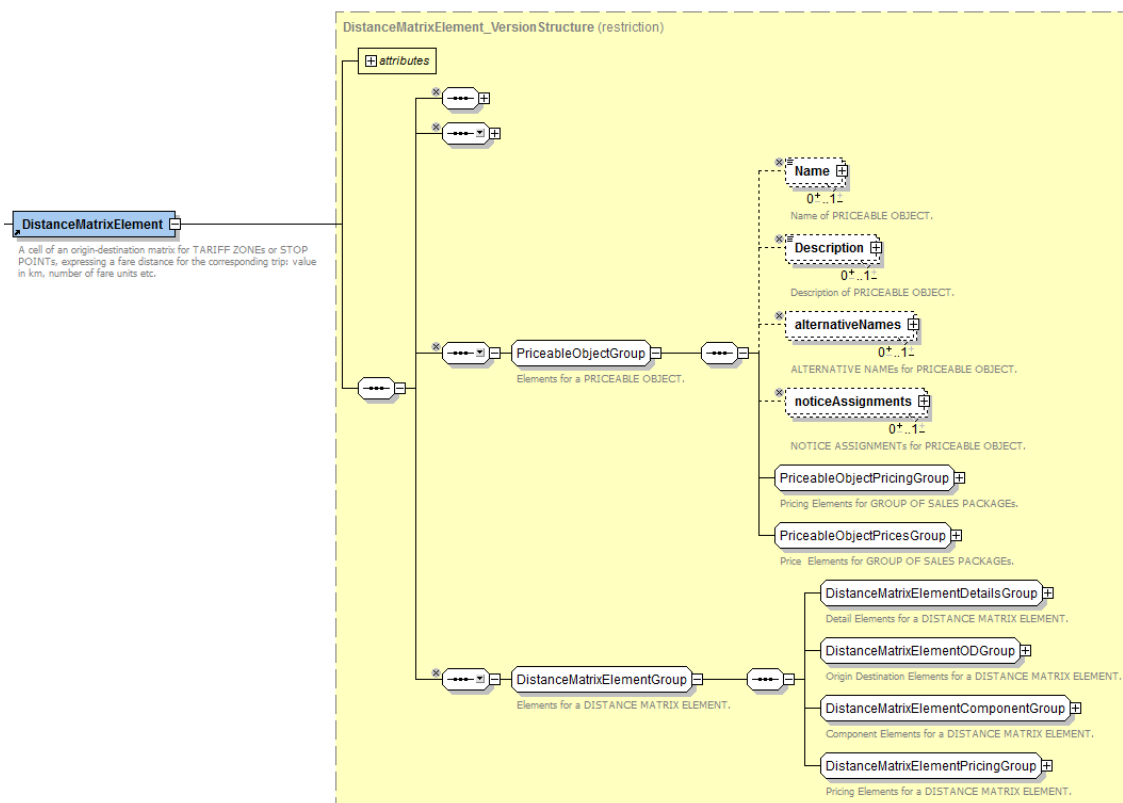 DistanceMatrixElement_VersionStructure (restriction)
attributes
DistanceMatrixElement
A cell of an origin-destination matrix for TARIFF ZONEs or STOP
POINTs, expressing a fare distance for the corresponding trip: value
in km, number of fare units etc.
Name
0..1
Name of PRICEABLE OBJECT.
Description
0..1
Description of PRICEABLE OBJECT.
alternativeNames
0..1
ALTERNATIVE NAMEs for PRICEABLE OBJECT.
noticeAssignments
0..1
NOTICE ASSIGNMENTs for PRICEABLE OBJECT.
PriceableObjectGroup
Elements for a PRICEABLE OBJECT.
PriceableObjectPricingGroup
Pricing Elements for GROUP OF SALES PACKAGEs.
PriceableObjectPricesGroup
Price Elements for GROUP OF SALES PACKAGEs.
DistanceMatrixElementGroup
Elements for a DISTANCE MATRIX ELEMENT.
DistanceMatrixElementDetailsGroup
Detail Elements for a DISTANCE MATRIX ELEMENT.
DistanceMatrixElementODGroup
Origin Destination Elements for a DISTANCE MATRIX ELEMENT.
DistanceMatrixElementComponentGroup
Component Elements for a DISTANCE MATRIX ELEMENT.
DistanceMatrixElementPricingGroup
Pricing Elements for a DISTANCE MATRIX ELEMENT.